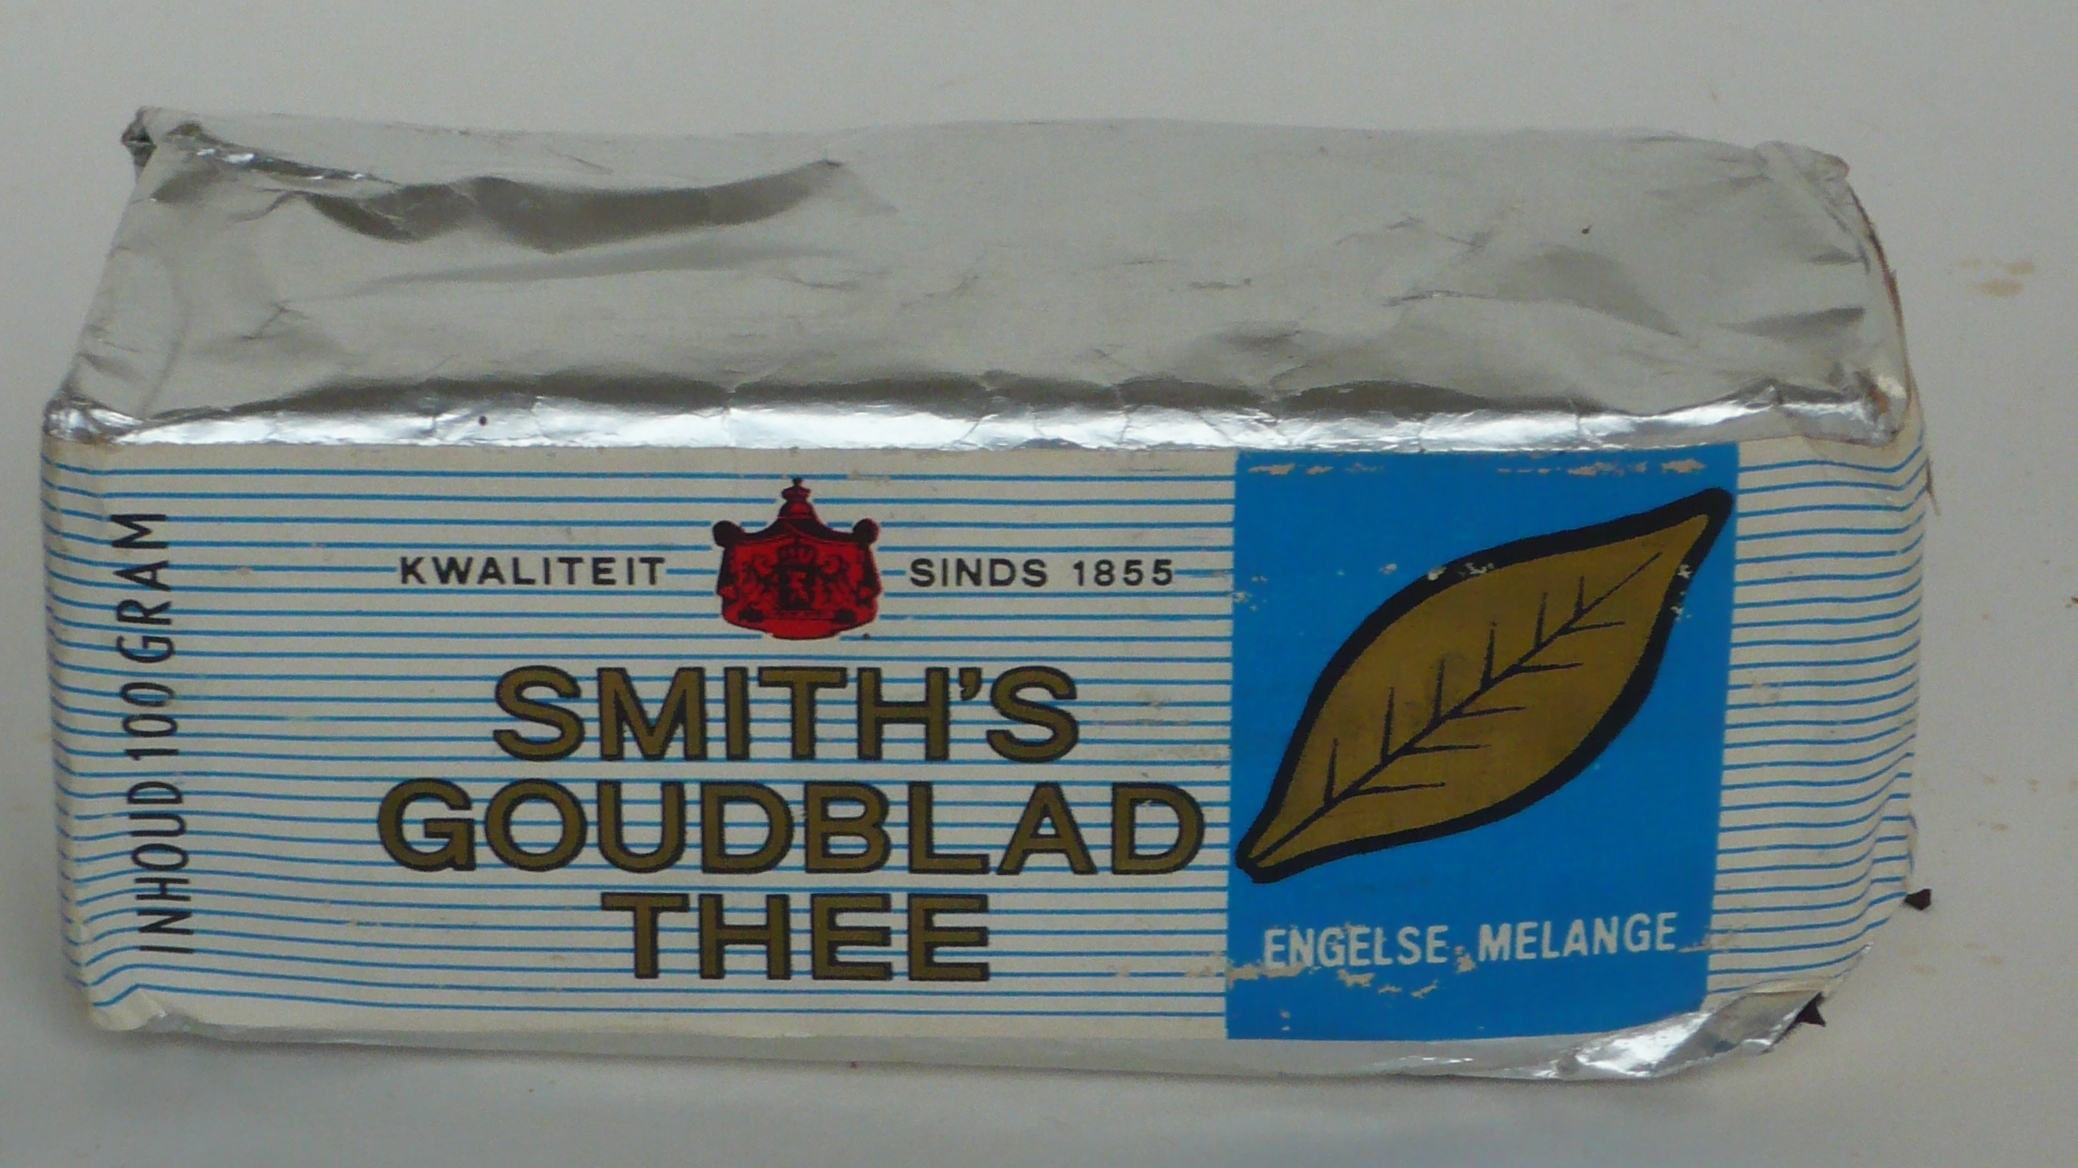 INHOUD 100 GRAM
KWALITEIT SINDS 1855
SMITH'S
GOUDBLAD
THEE
ENGELSE MELANGE